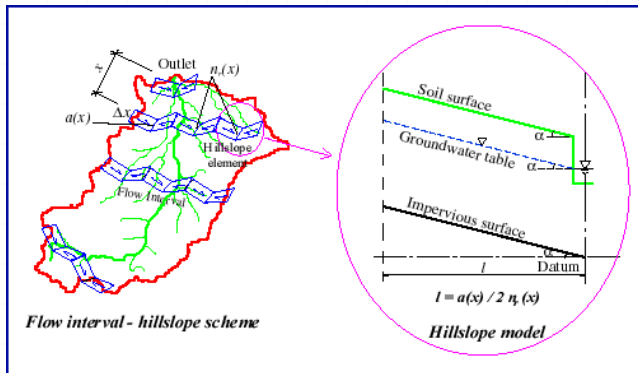 Outlet
n_r(x)
x
Δx
a(x)
Hillslope
element
Flow Interval
Flow interval - hillslope scheme
Soil surface
α
Groundwater table
α
Impervious surface
α
Datum
l
l = a(x) / 2 n_r(x)
Hillslope model